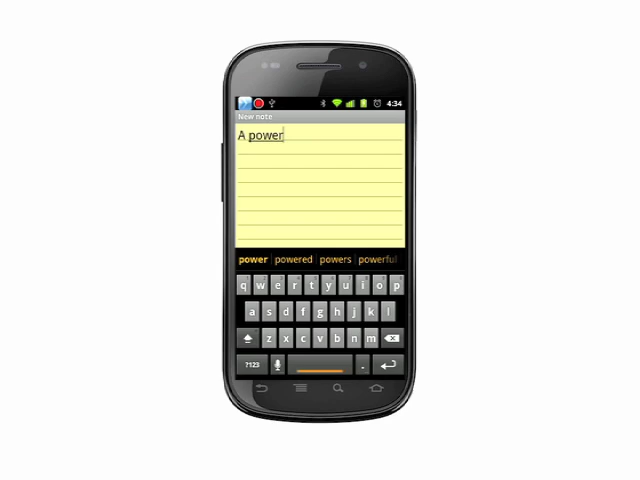 4:34
New note
A power
power powered powers powerful
q w e r t y u i o p
a s d f g h j k l
z x c v b n m
?123 .